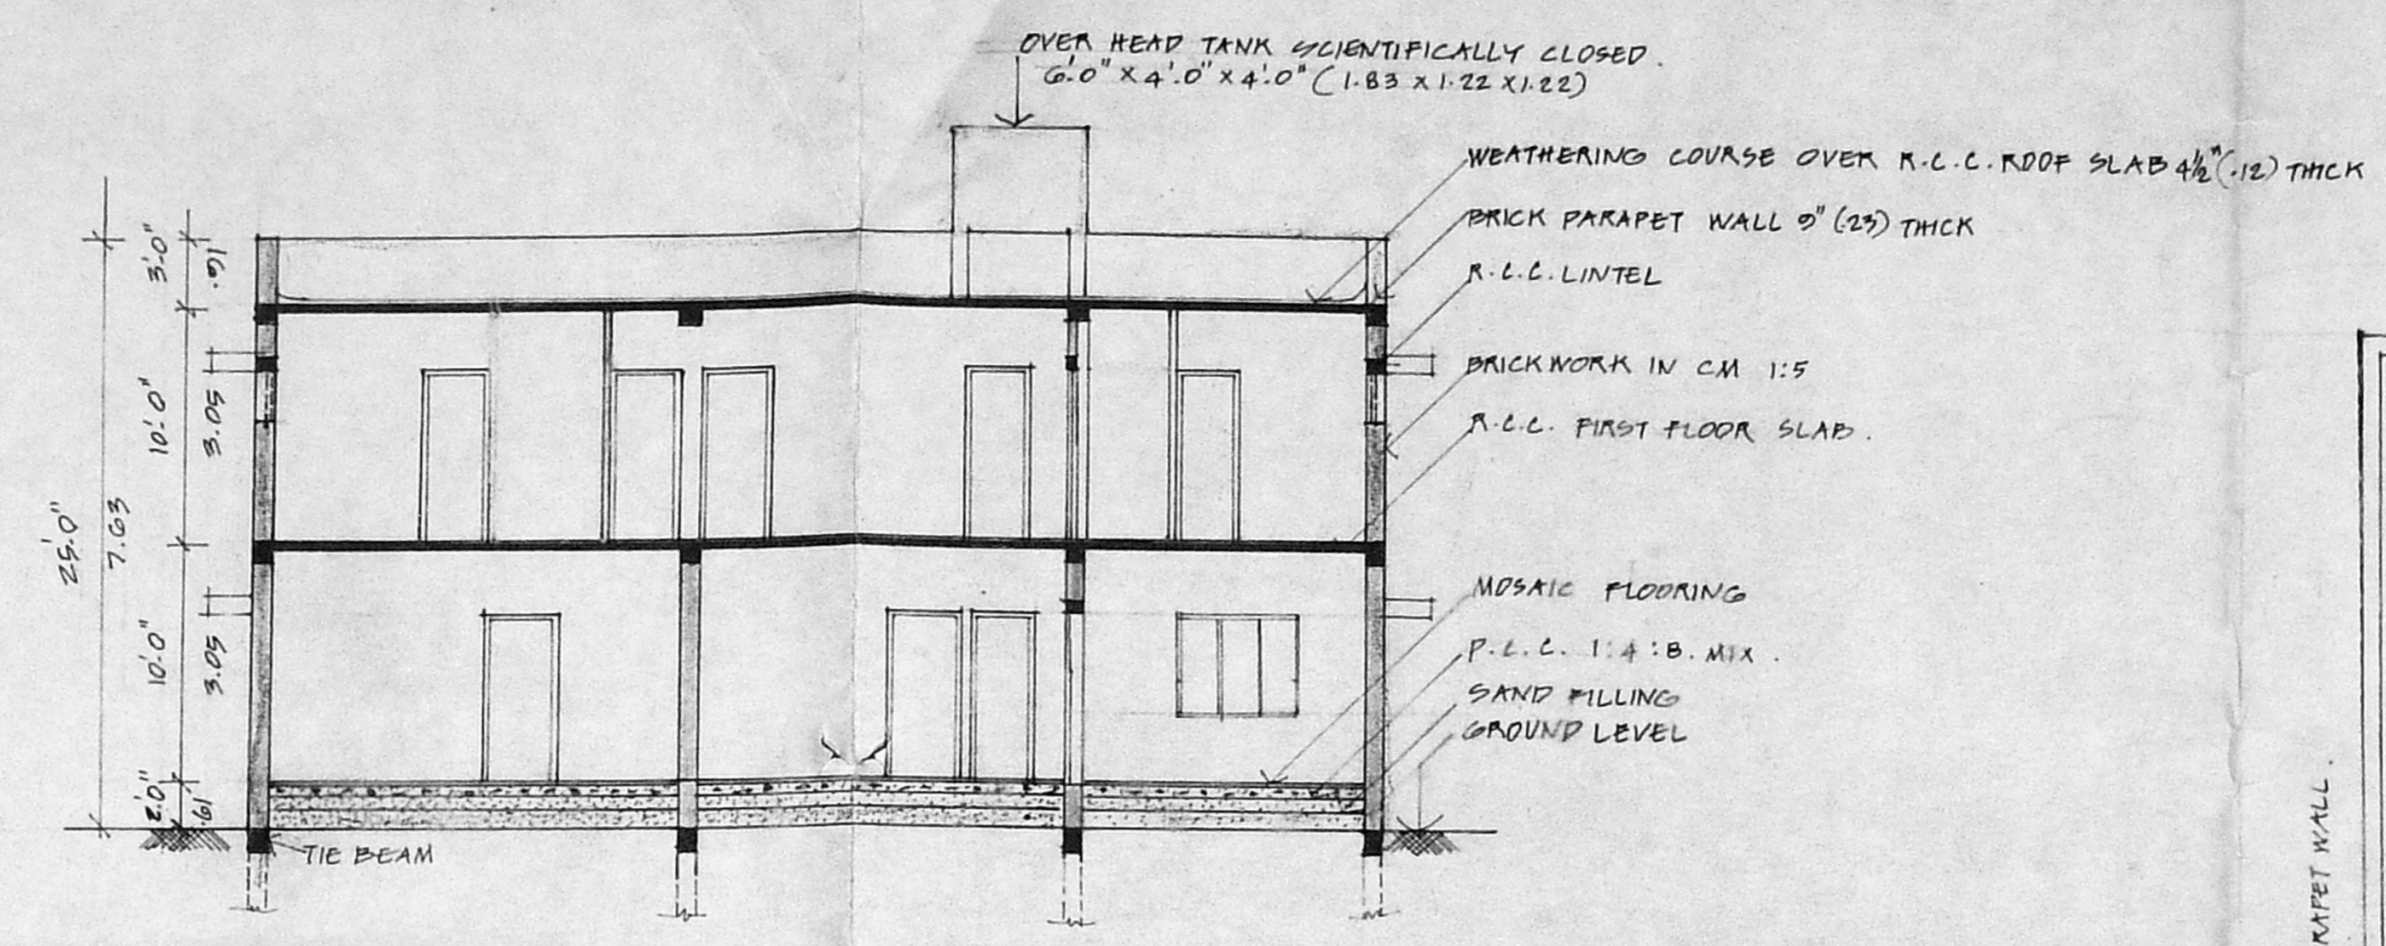 OVER HEAD TANK SCIENTIFICALLY CLOSED.
6'.0" X 4'.0" X 4'.0" (1.83 X 1.22 X 1.22)
WEATHERING COURSE OVER R.C.C. ROOF SLAB 4½" (.12) THICK
BRICK PARAPET WALL 9" (.23) THICK
R.C.C. LINTEL
BRICKWORK IN CM 1:5
R.C.C. FIRST FLOOR SLAB.
MOSAIC FLOORING
P.C.C. 1:4:8. MIX.
SAND FILLING
GROUND LEVEL
TIE BEAM
25'.0"
7.63
3'.0"
.61
10'.0"
3.05
10'.0"
3.05
2'.0"
.61
RAPET WALL.